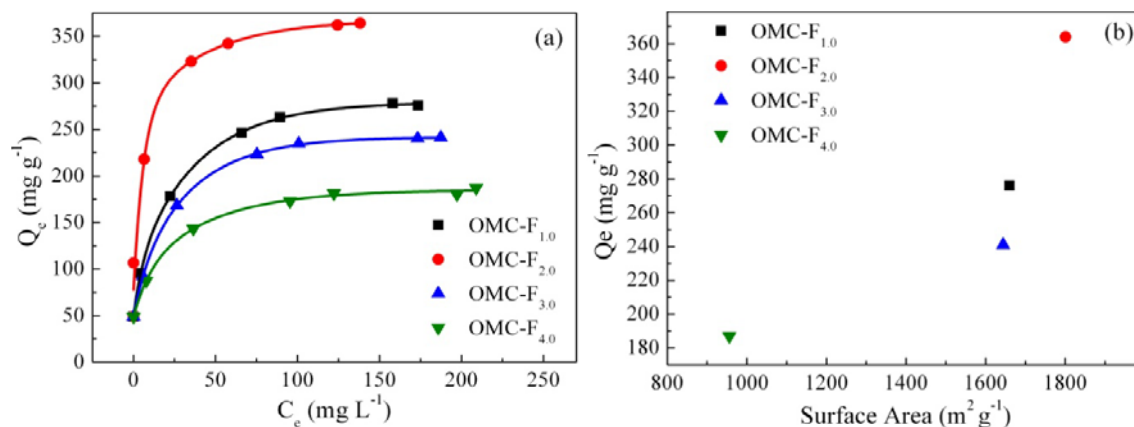 (a)
Qe (mg g-1)
350
300
250
200
150
100
50
0
OMC-F1.0
OMC-F2.0
OMC-F3.0
OMC-F4.0
0 50 100 150 200 250
Ce (mg L-1)
(b)
Qe (mg g-1)
360
340
320
300
280
260
240
220
200
180
OMC-F1.0
OMC-F2.0
OMC-F3.0
OMC-F4.0
800 1000 1200 1400 1600 1800
Surface Area (m2 g-1)